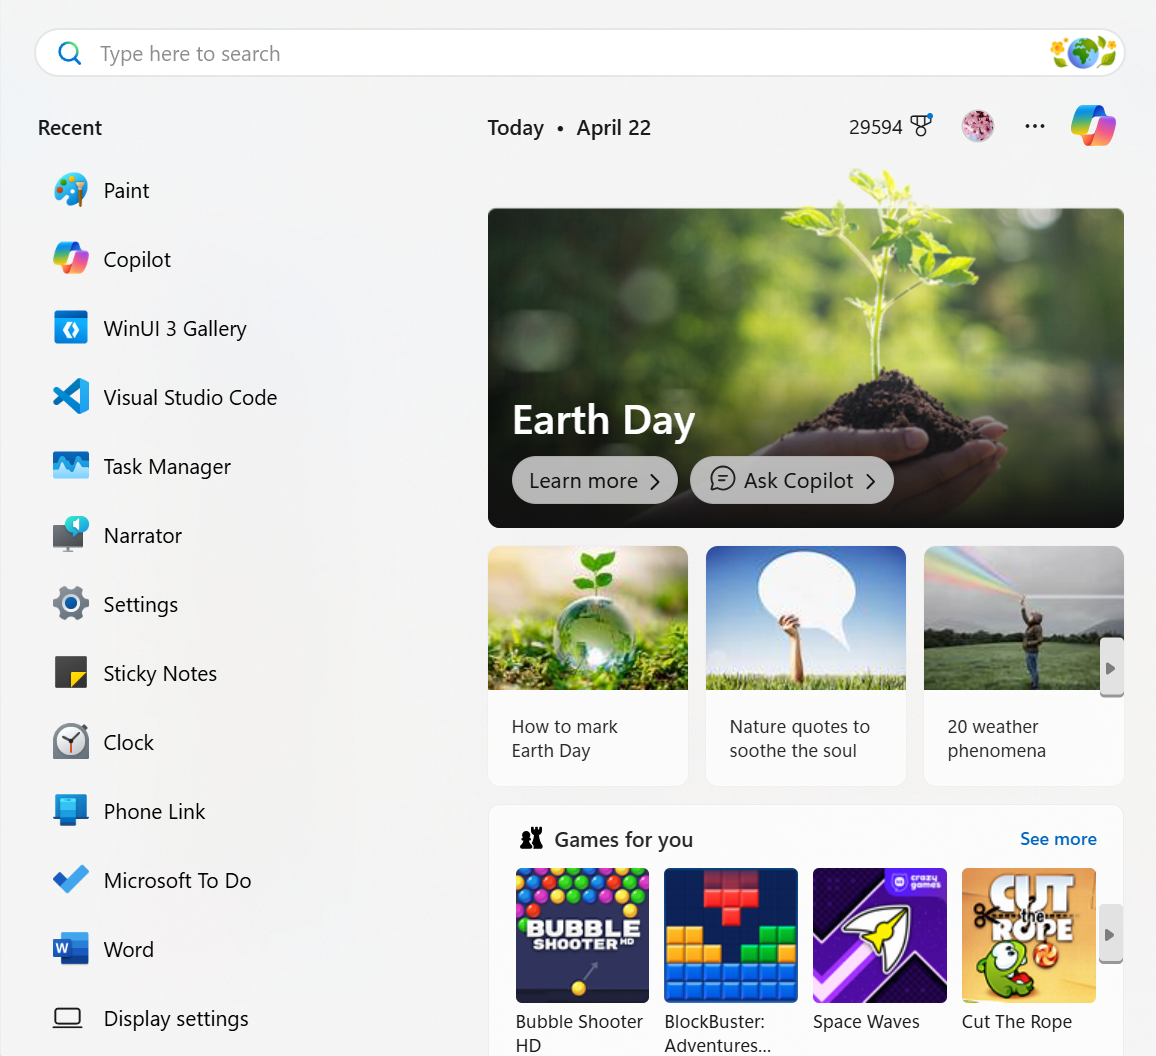 Type here to search
Recent
Today • April 22
29594
Paint
Copilot
WinUI 3 Gallery
Visual Studio Code
Task Manager
Narrator
Settings
Sticky Notes
Clock
Phone Link
Microsoft To Do
W
Word
Display settings
Earth Day
Learn more
Ask Copilot
How to mark
Earth Day
Nature quotes to
soothe the soul
20 weather
phenomena
Games for you
See more
BUBBLE
SHOOTER HD
crazy
games
CUT
the
ROPE
Bubble Shooter
HD
BlockBuster:
Adventures...
Space Waves
Cut The Rope